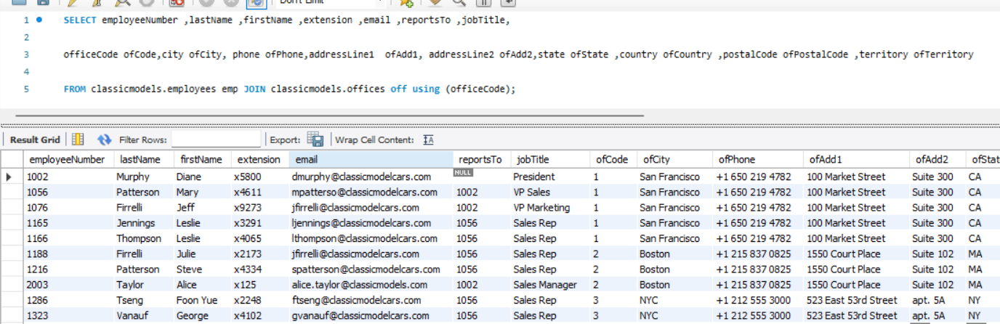 Don't Limit
1 SELECT employeeNumber ,lastName ,firstName ,extension ,email ,reportsTo ,jobTitle,
2
3 officeCode ofCode,city ofCity, phone ofPhone,addressLine1 ofAdd1, addressLine2 ofAdd2,state ofState ,country ofCountry ,postalCode ofPostalCode ,territory ofTerritory
4
5 FROM classicmodels.employees emp JOIN classicmodels.offices off using (officeCode);
Result Grid Filter Rows: Export: Wrap Cell Content: IA
employeeNumber lastName firstName extension email reportsTo jobTitle ofCode ofCity ofPhone ofAdd1 ofAdd2 ofStat
1002 Murphy Diane x5800 dmurphy@classicmodelcars.com NULL President 1 San Francisco +1 650 219 4782 100 Market Street Suite 300 CA
1056 Patterson Mary x4611 mpatterso@classicmodelcars.com 1002 VP Sales 1 San Francisco +1 650 219 4782 100 Market Street Suite 300 CA
1076 Firrelli Jeff x9273 jfirrelli@classicmodelcars.com 1002 VP Marketing 1 San Francisco +1 650 219 4782 100 Market Street Suite 300 CA
1165 Jennings Leslie x3291 ljennings@classicmodelcars.com 1056 Sales Rep 1 San Francisco +1 650 219 4782 100 Market Street Suite 300 CA
1166 Thompson Leslie x4065 lthompson@classicmodelcars.com 1056 Sales Rep 1 San Francisco +1 650 219 4782 100 Market Street Suite 300 CA
1188 Firrelli Julie x2173 jfirrelli@classicmodelcars.com 1056 Sales Rep 2 Boston +1 215 837 0825 1550 Court Place Suite 102 MA
1216 Patterson Steve x4334 spatterson@classicmodelcars.com 1056 Sales Rep 2 Boston +1 215 837 0825 1550 Court Place Suite 102 MA
2003 Taylor Alice x125 alice.taylor@classicmodels.com 1002 Sales Manager 2 Boston +1 215 837 0825 1550 Court Place Suite 102 MA
1286 Tseng Foon Yue x2248 ftseng@classicmodelcars.com 1056 Sales Rep 3 NYC +1 212 555 3000 523 East 53rd Street apt. 5A NY
1323 Vanauf George x4102 gvanauf@classicmodelcars.com 1056 Sales Rep 3 NYC +1 212 555 3000 523 East 53rd Street apt. 5A NY